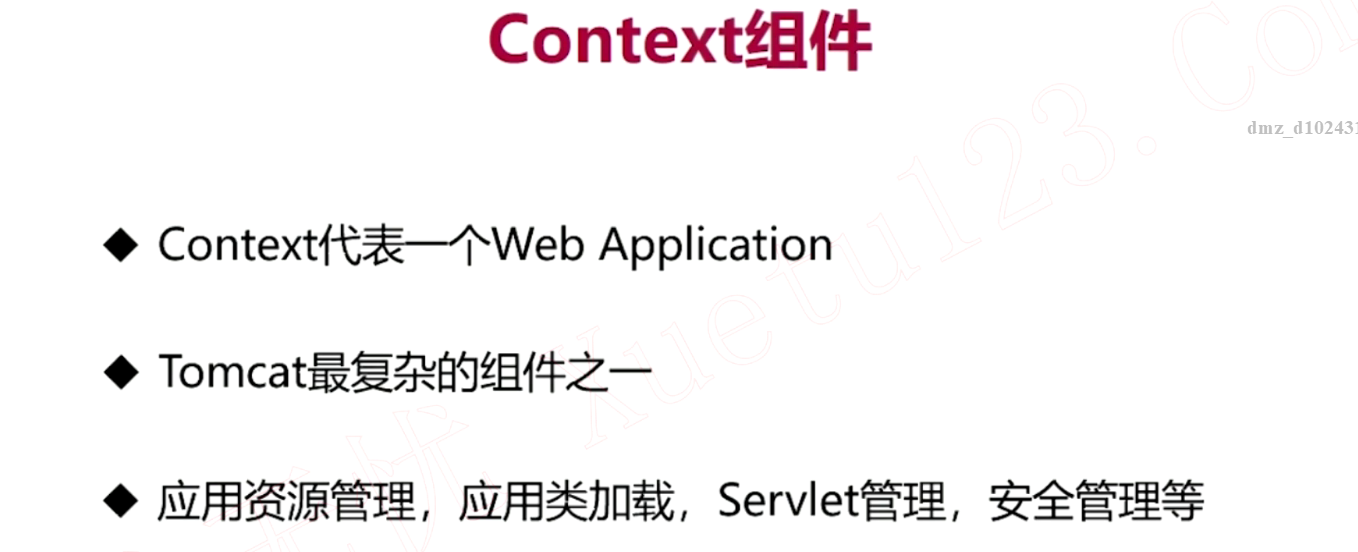 Context组件
dmz_d102431
Context代表一个Web Application
Tomcat最复杂的组件之一
应用资源管理，应用类加载，Servlet管理，安全管理等
Xuetu123.Com